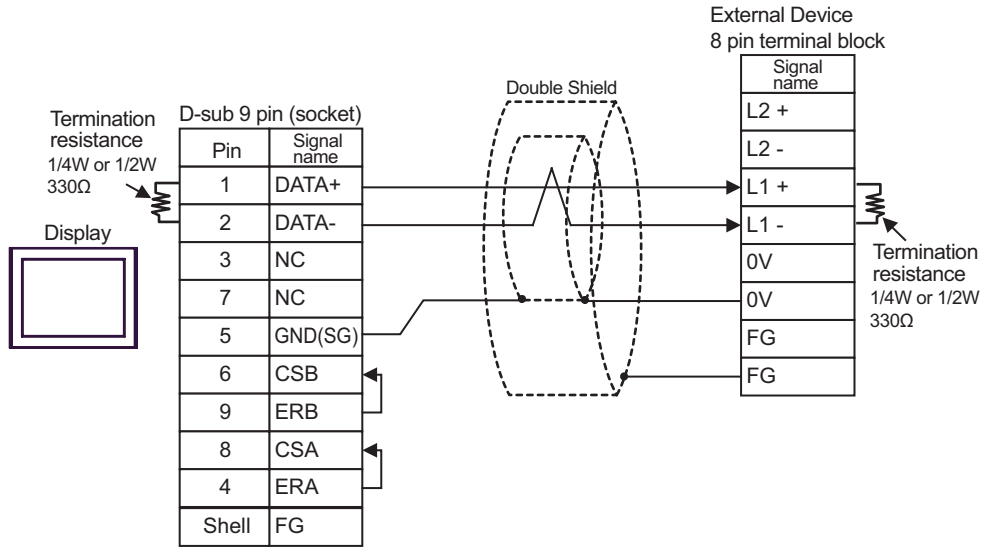 External Device
8 pin terminal block
Signal
name
L2 +
L2 -
L1 +
L1 -
0V
0V
FG
FG
Double Shield
Termination
resistance
1/4W or 1/2W
330Ω
D-sub 9 pin (socket)
Pin
Signal
name
1 DATA+
2 DATA-
3 NC
7 NC
5 GND(SG)
6 CSB
9 ERB
8 CSA
4 ERA
Shell FG
Display
Termination
resistance
1/4W or 1/2W
330Ω